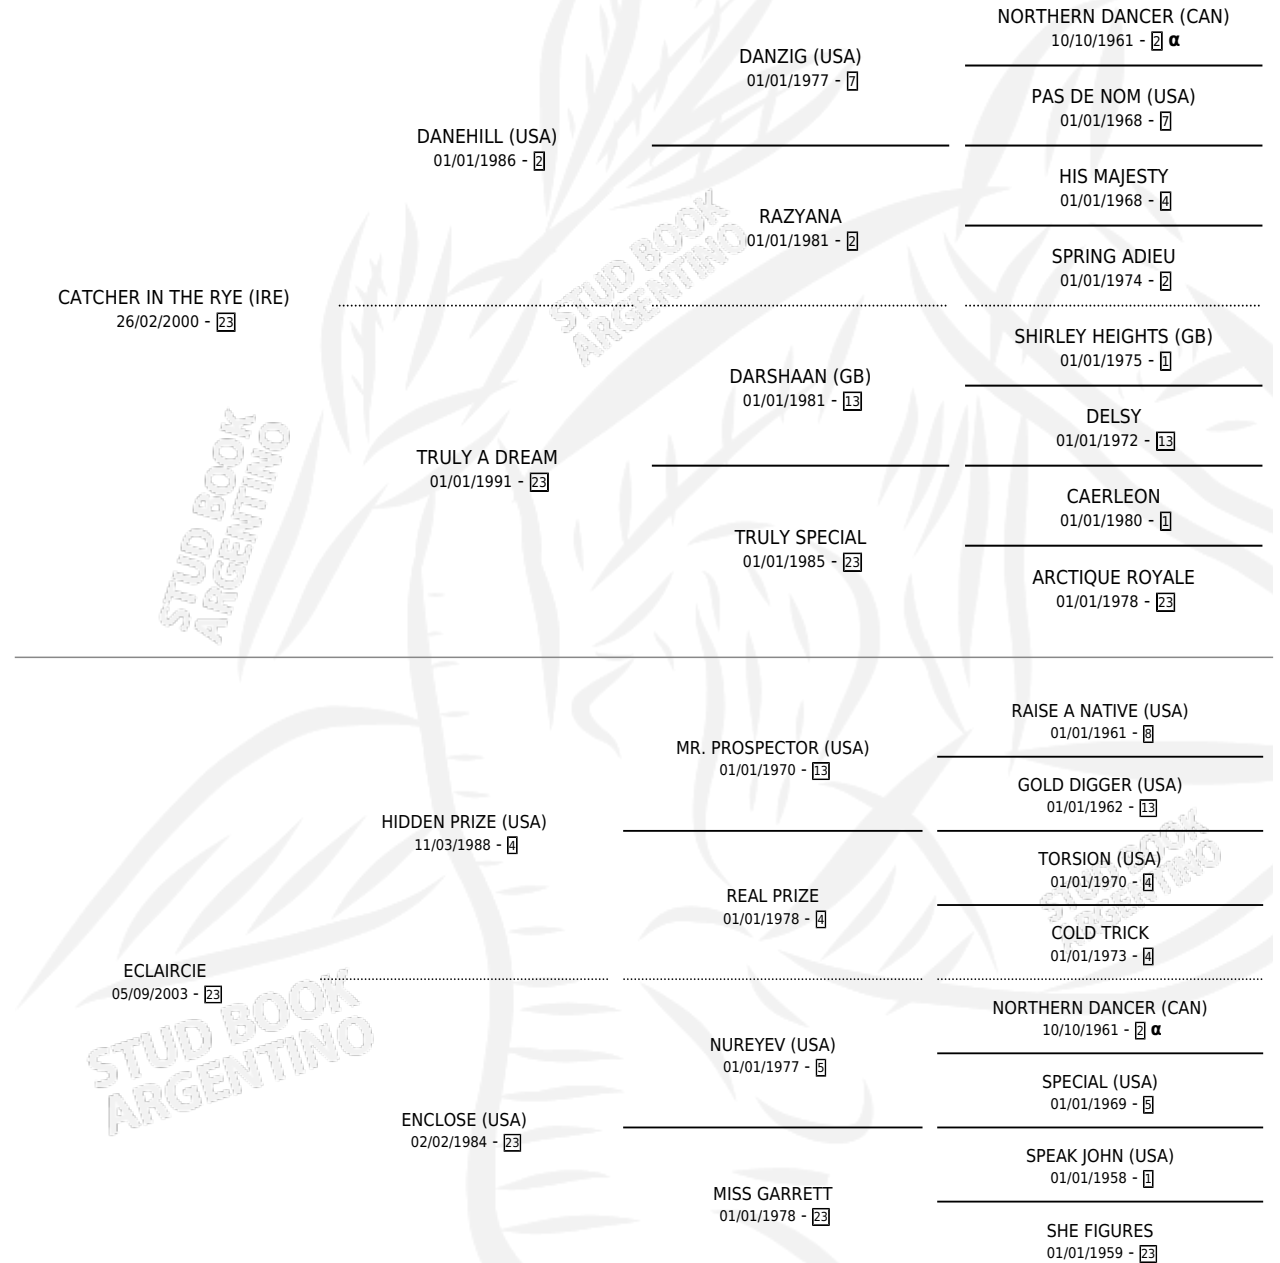 NORTHERN DANCER (CAN)
10/10/1961 - 2 α
DANZIG (USA)
01/01/1977 - 7
PAS DE NOM (USA)
01/01/1968 - 7
DANEHILL (USA)
01/01/1986 - 2
HIS MAJESTY
01/01/1968 - 4
RAZYANA
01/01/1981 - 2
SPRING ADIEU
01/01/1974 - 2
CATCHER IN THE RYE (IRE)
26/02/2000 - 23
SHIRLEY HEIGHTS (GB)
01/01/1975 - 1
DARSHAAN (GB)
01/01/1981 - 13
DELSY
01/01/1972 - 13
TRULY A DREAM
01/01/1991 - 23
CAERLEON
01/01/1980 - 1
TRULY SPECIAL
01/01/1985 - 23
ARCTIQUE ROYALE
01/01/1978 - 23
RAISE A NATIVE (USA)
01/01/1961 - 8
MR. PROSPECTOR (USA)
01/01/1970 - 13
GOLD DIGGER (USA)
01/01/1962 - 13
HIDDEN PRIZE (USA)
11/03/1988 - 4
TORSION (USA)
01/01/1970 - 4
REAL PRIZE
01/01/1978 - 4
COLD TRICK
01/01/1973 - 4
ECLAIRCIE
05/09/2003 - 23
NORTHERN DANCER (CAN)
10/10/1961 - 2 α
NUREYEV (USA)
01/01/1977 - 5
SPECIAL (USA)
01/01/1969 - 5
ENCLOSE (USA)
02/02/1984 - 23
SPEAK JOHN (USA)
01/01/1958 - 1
MISS GARRETT
01/01/1978 - 23
SHE FIGURES
01/01/1959 - 23
STUD BOOK
ARGENTINO
STUD BOOK
ARGENTINO
STUD BOOK
ARGENTINO
STUD BOOK
ARGENTINO